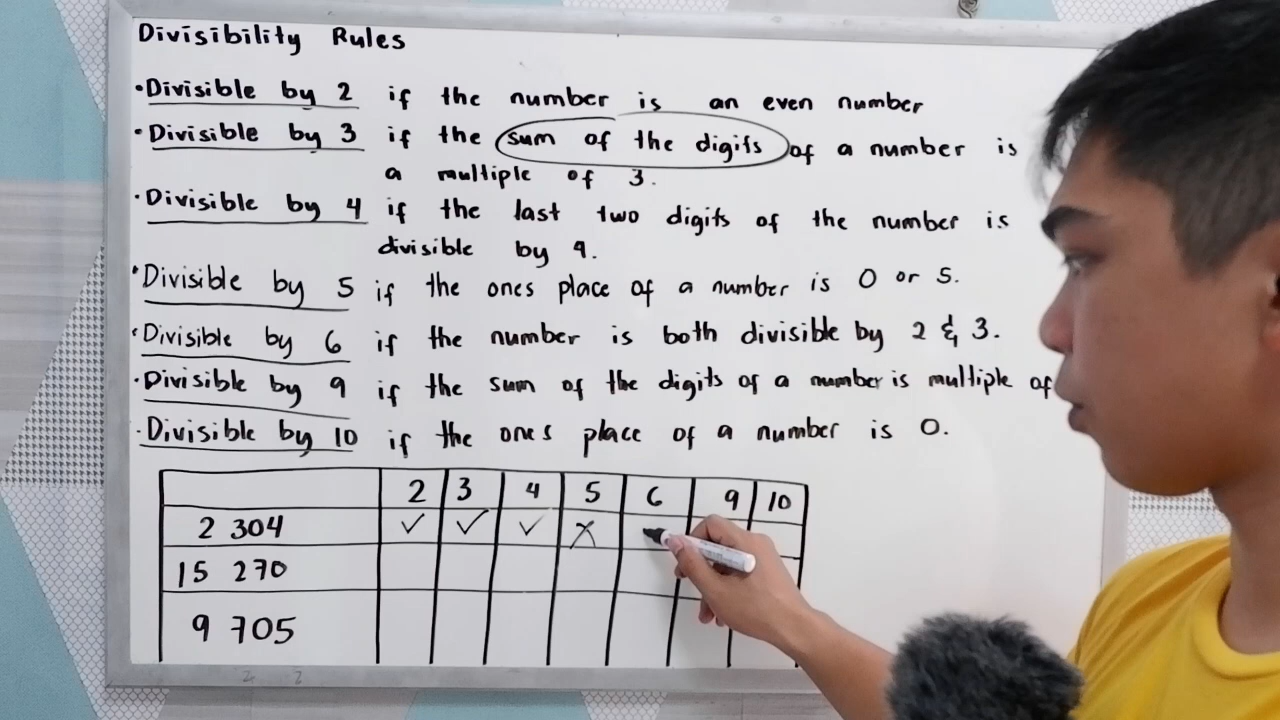 Divisibility Rules
• Divisible by 2 if the number is an even number
• Divisible by 3 if the sum of the digits of a number is
a multiple of 3.
• Divisible by 4 if the last two digits of the number is
divisible by 4.
• Divisible by 5 if the ones place of a number is 0 or 5.
• Divisible by 6 if the number is both divisible by 2 & 3.
• Divisible by 9 if the sum of the digits of a number is multiple of
• Divisible by 10 if the ones place of a number is 0.
2 3 4 5 6 9 10
2 304 ✓ ✓ ✓ X
15 270
9 705